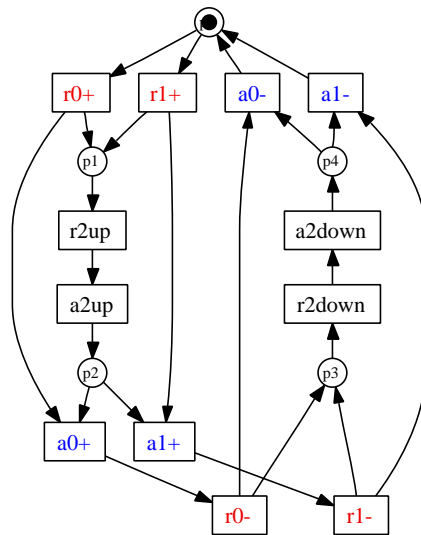 r0+ r1+ a0- a1-
p1 p4
r2up a2down
a2up r2down
p2 p3
a0+ a1+
r0- r1-